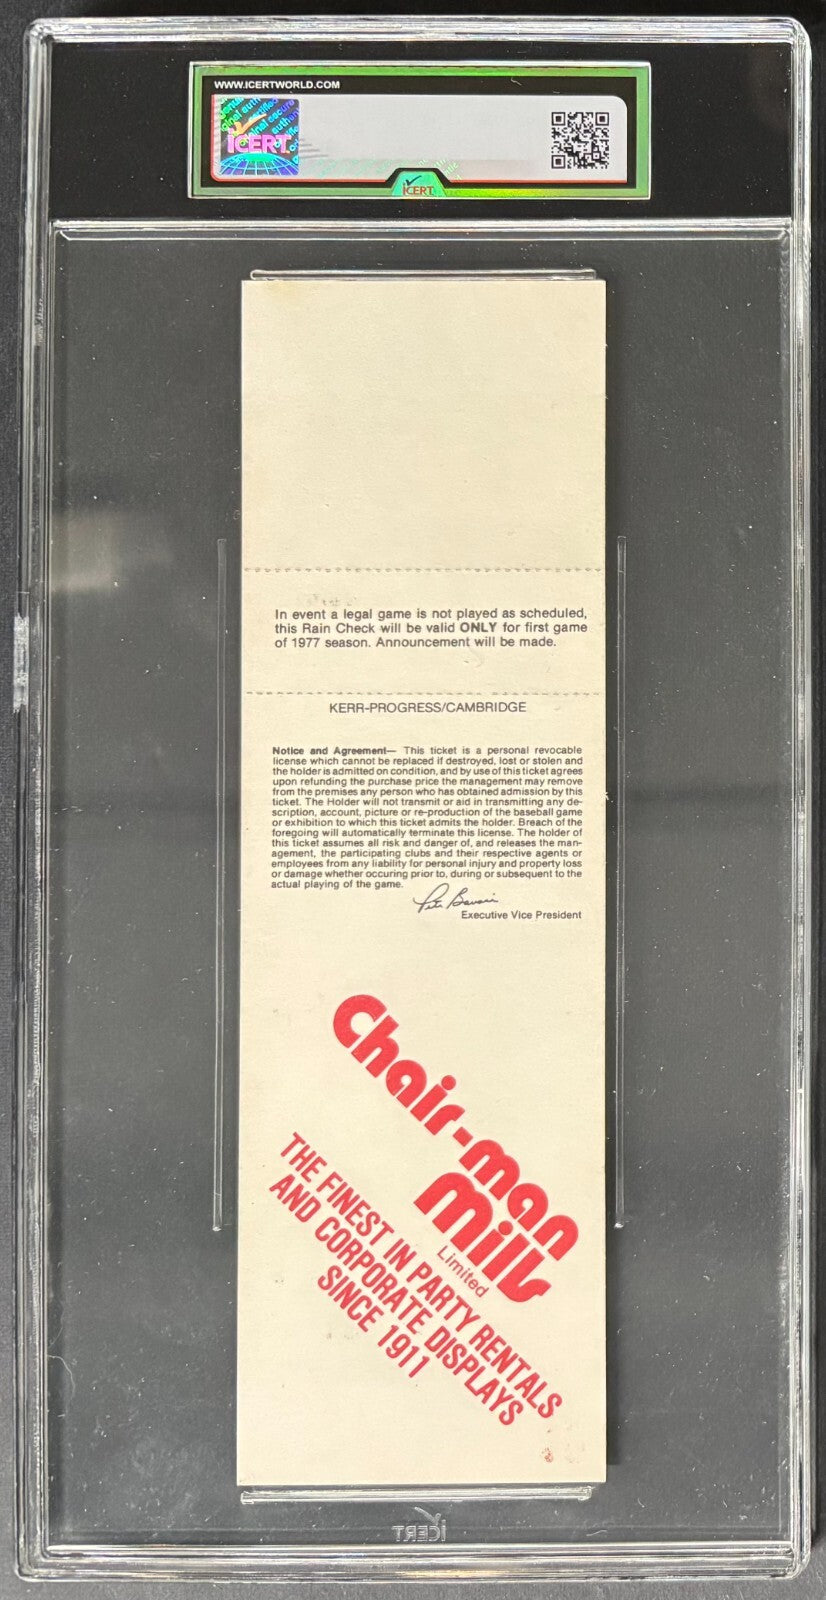 WWW.ICERTWORLD.COM
ICERT
ICERT
In event a legal game is not played as scheduled,
this Rain Check will be valid ONLY for first game
of 1977 season. Announcement will be made.
KERR-PROGRESS/CAMBRIDGE
Notice and Agreement— This ticket is a personal revocable
license which cannot be replaced if destroyed, lost or stolen and
the holder is admitted on condition, and by use of this ticket agrees
upon refunding the purchase price the management may remove
from the premises any person who has obtained admission by this
ticket. The Holder will not transmit or aid in transmitting any de-
scription, account, picture or re-production of the baseball game
or exhibition to which this ticket admits the holder. Breach of the
foregoing will automatically terminate this license. The holder of
this ticket assumes all risk and danger of, and releases the man-
agement, the participating clubs and their respective agents or
employees from any liability for personal injury and property loss
or damage whether occuring prior to, during or subsequent to the
actual playing of the game.
Executive Vice President
Chair-man
Mills
Limited
THE FINEST IN PARTY RENTALS
AND CORPORATE DISPLAYS
SINCE 1911
ICERT